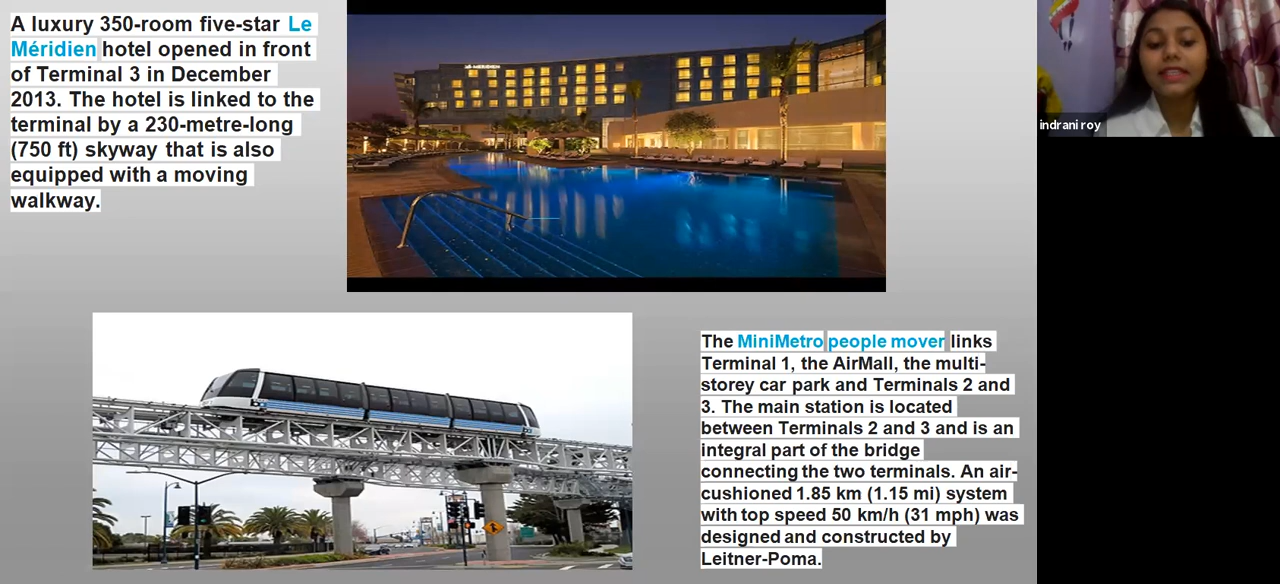 A luxury 350-room five-star Le
Méridien hotel opened in front
of Terminal 3 in December
2013. The hotel is linked to the
terminal by a 230-metre-long
(750 ft) skyway that is also
equipped with a moving
walkway.
indrani roy
The MiniMetro people mover links
Terminal 1, the AirMall, the multi-
storey car park and Terminals 2 and
3. The main station is located
between Terminals 2 and 3 and is an
integral part of the bridge
connecting the two terminals. An air-
cushioned 1.85 km (1.15 mi) system
with top speed 50 km/h (31 mph) was
designed and constructed by
Leitner-Poma.